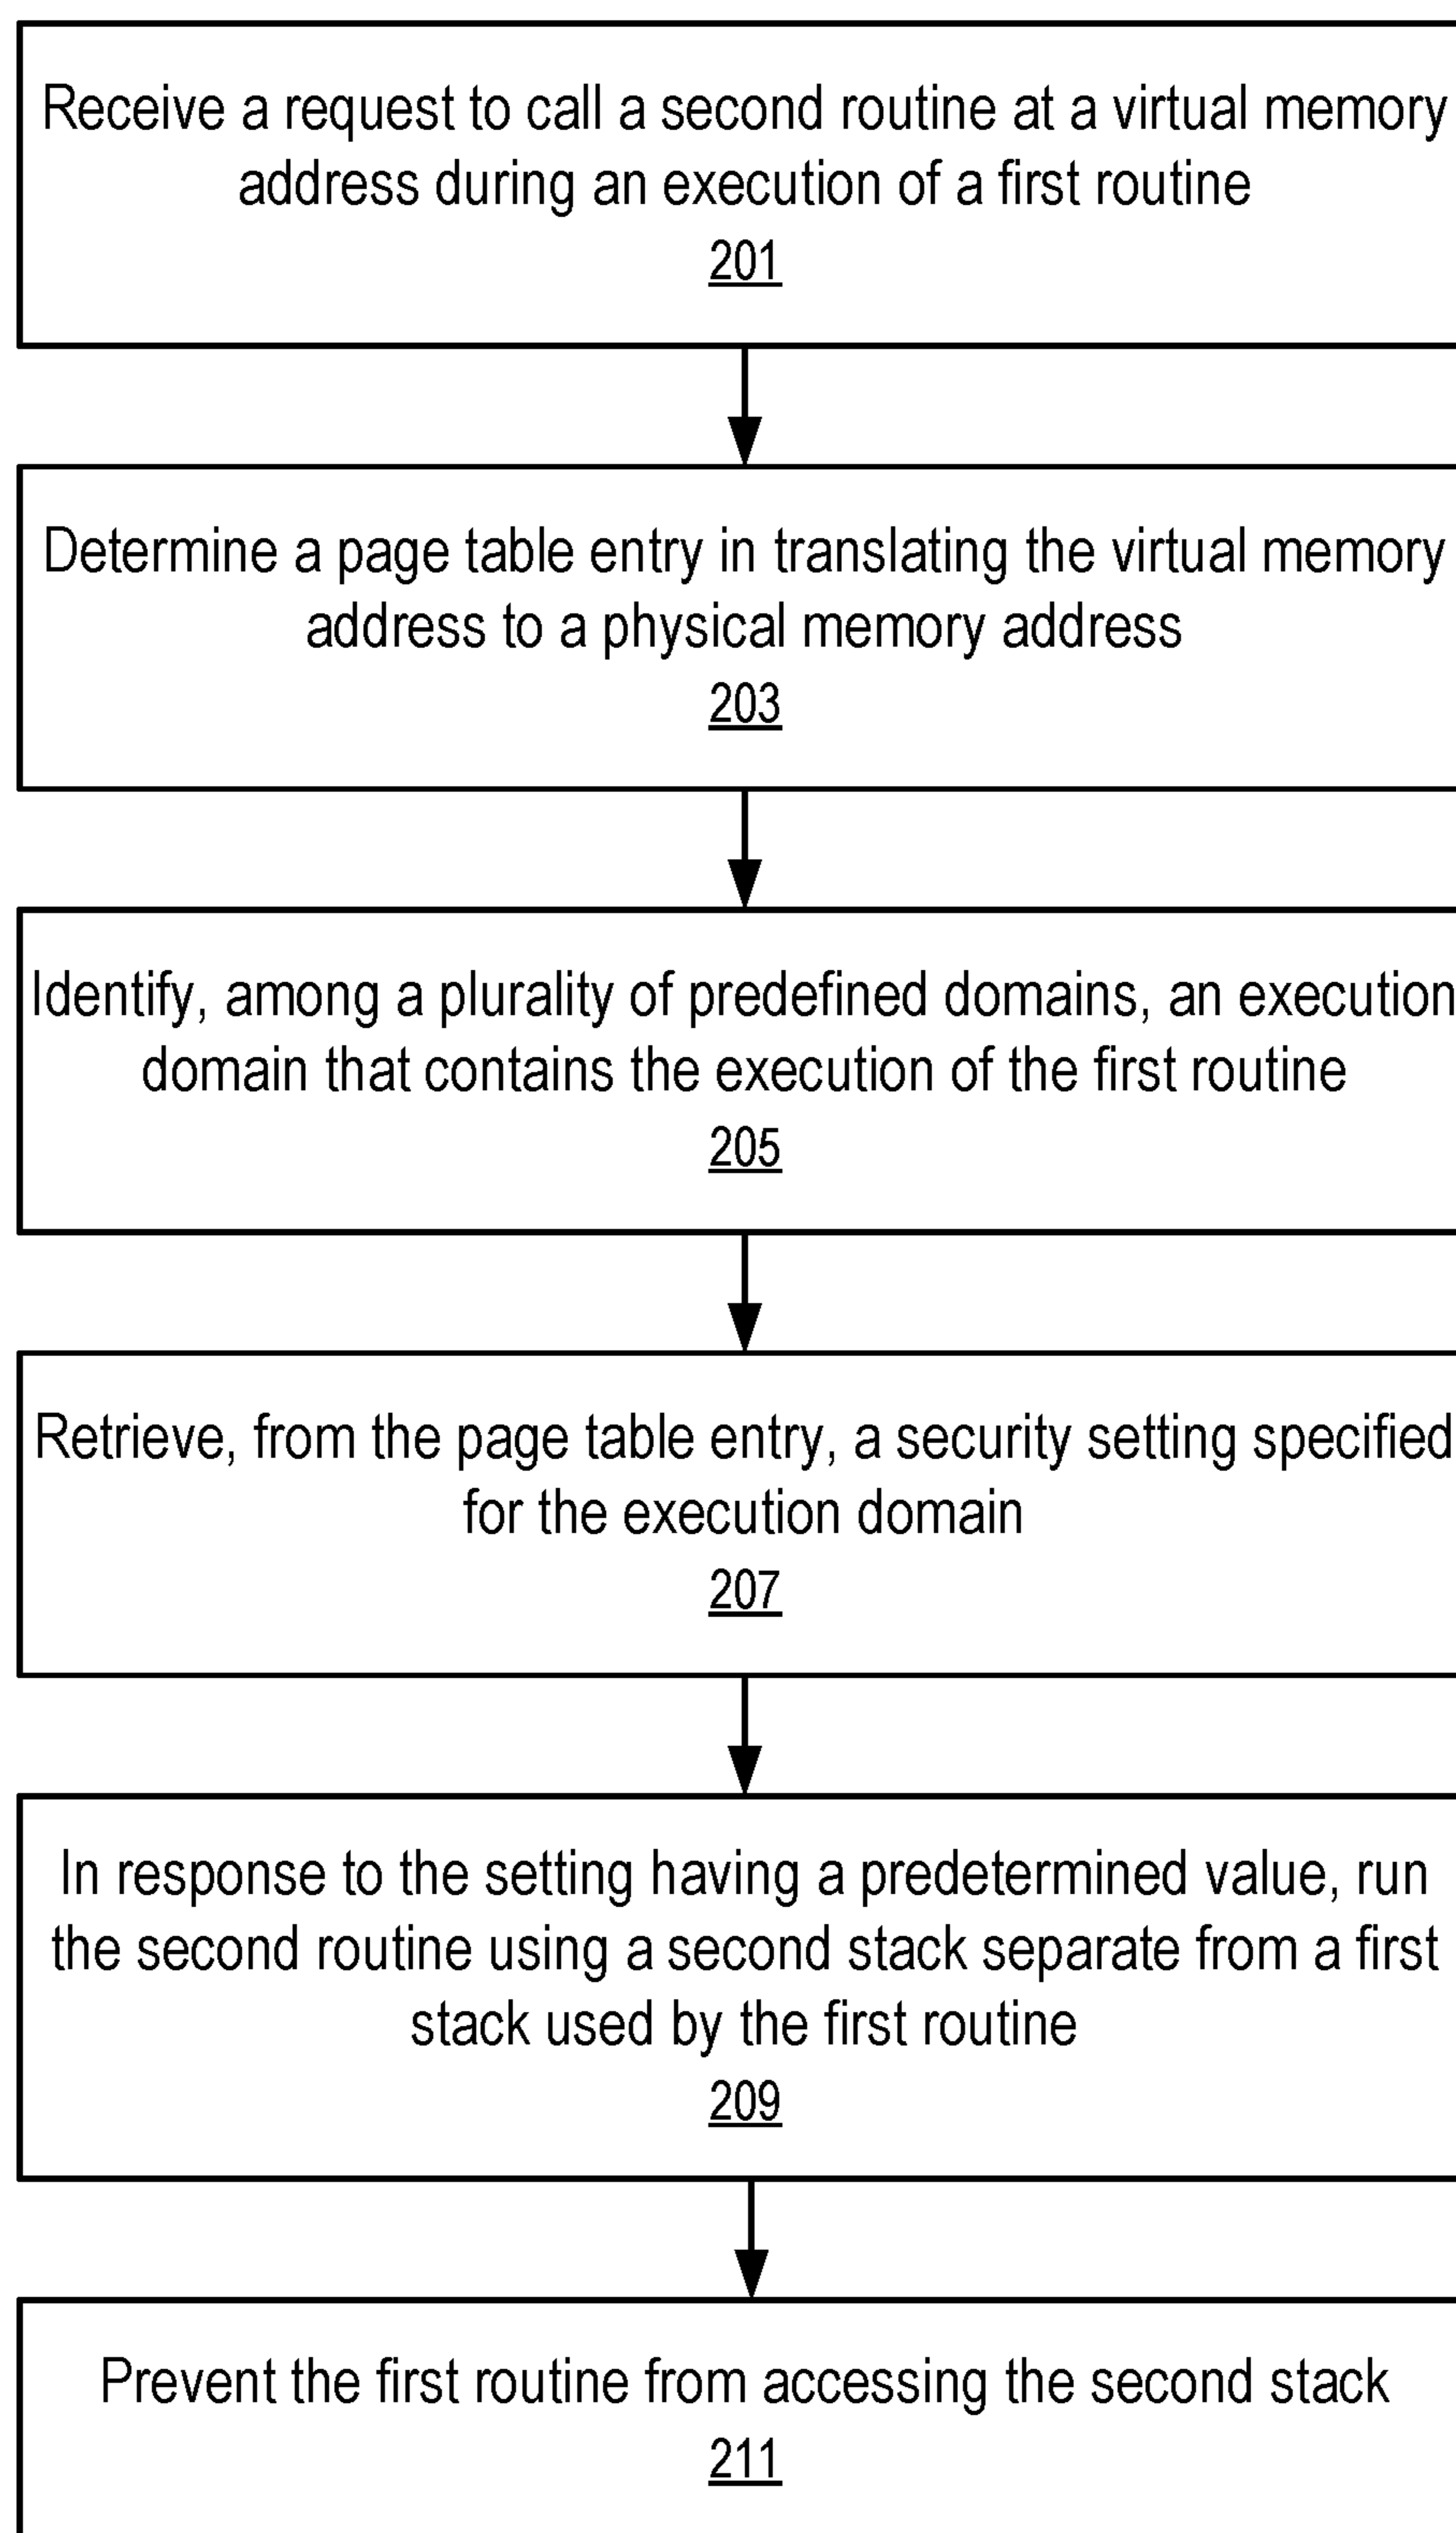 Receive a request to call a second routine at a virtual memory
address during an execution of a first routine
201
Determine a page table entry in translating the virtual memory
address to a physical memory address
203
Identify, among a plurality of predefined domains, an execution
domain that contains the execution of the first routine
205
Retrieve, from the page table entry, a security setting specified
for the execution domain
207
In response to the setting having a predetermined value, run
the second routine using a second stack separate from a first
stack used by the first routine
209
Prevent the first routine from accessing the second stack
211